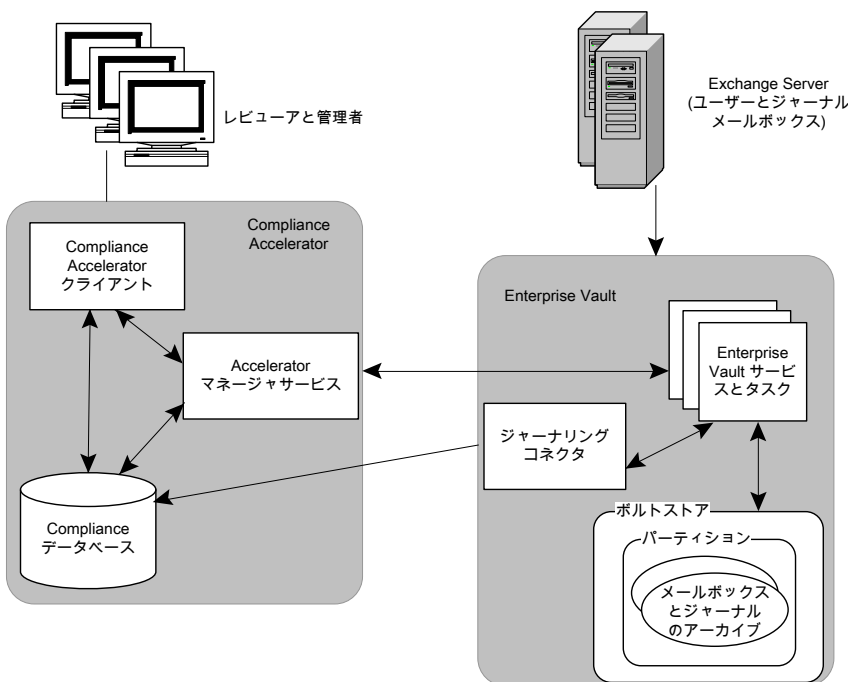 レビューアと管理者
Exchange Server
(ユーザーとジャーナル
メールボックス)
Compliance
Accelerator
Compliance
Accelerator
クライアント
Accelerator
マネージャサービス
Compliance
データベース
Enterprise Vault
Enterprise
Vault サービ
スとタスク
ジャーナリング
コネクタ
ボルトストア
パーティション
メールボックス
とジャーナル
のアーカイブ